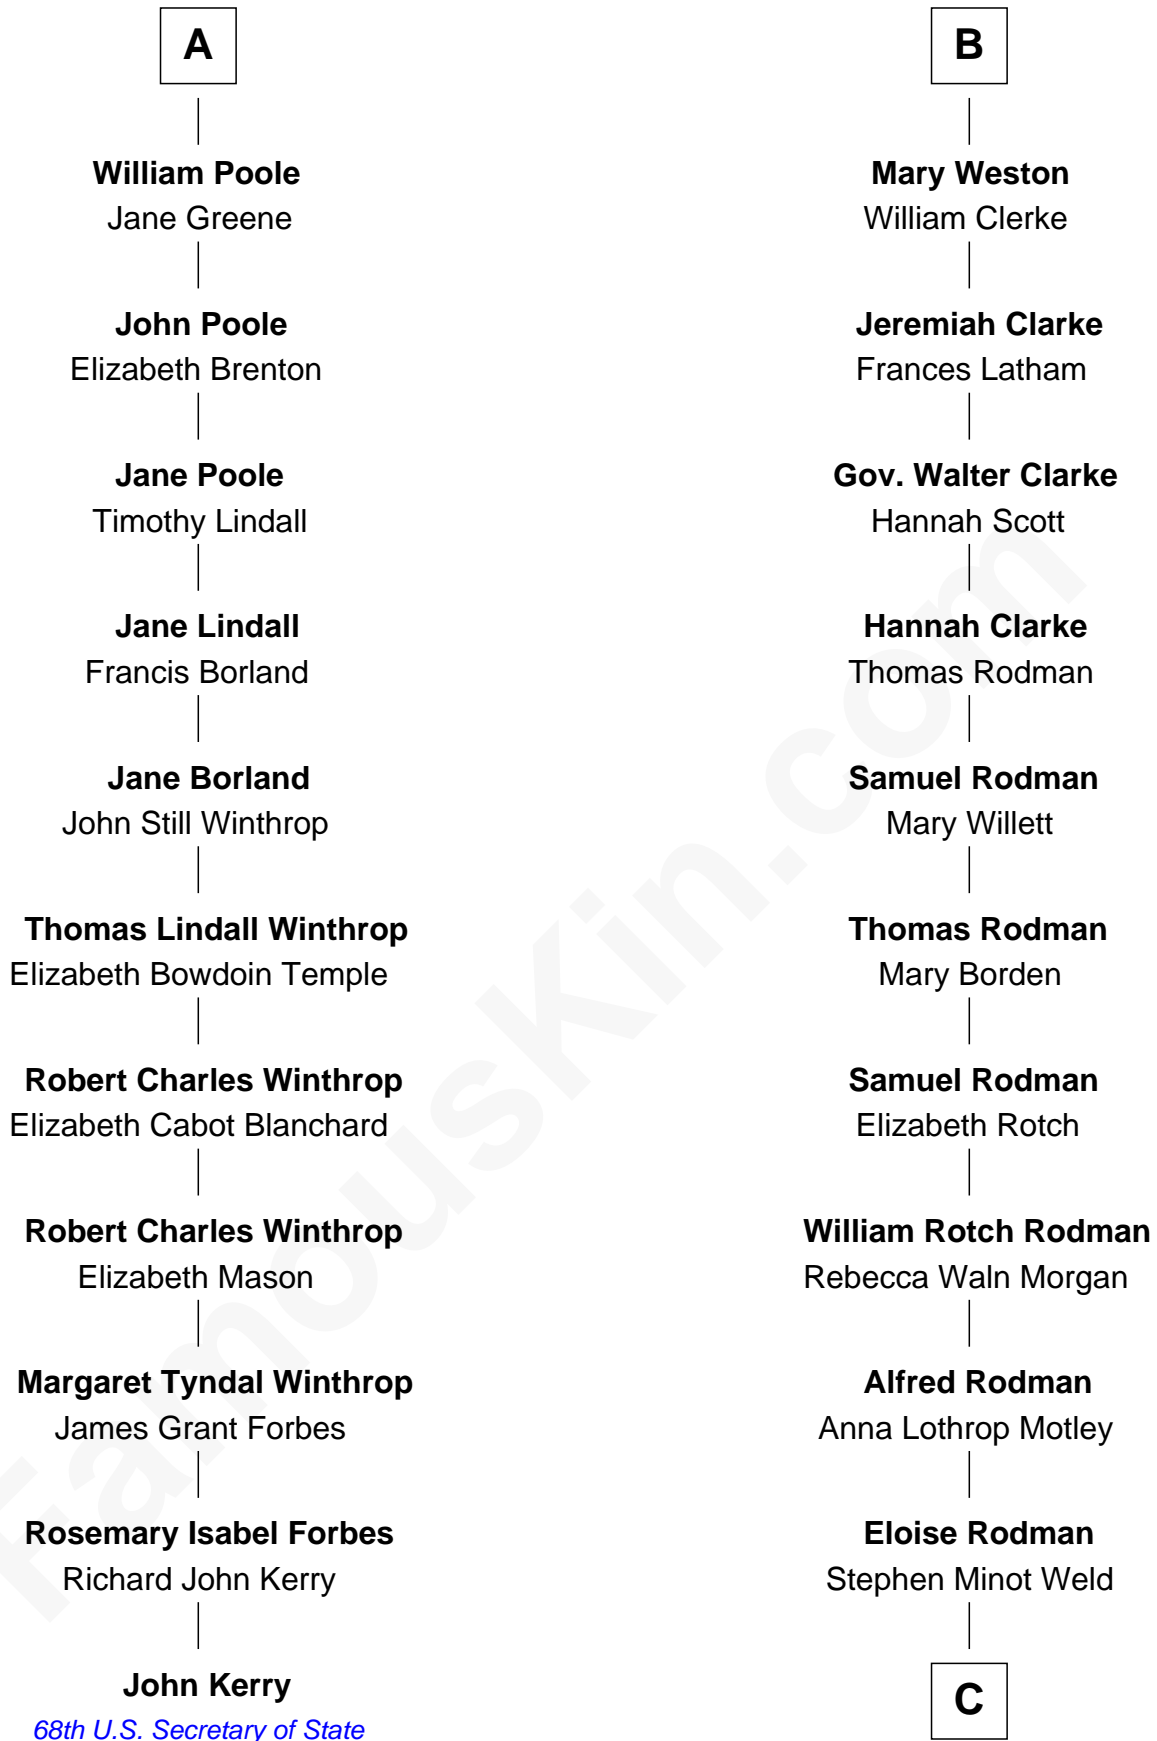 A
William Poole
Jane Greene
John Poole
Elizabeth Brenton
Jane Poole
Timothy Lindall
Jane Lindall
Francis Borland
Jane Borland
John Still Winthrop
Thomas Lindall Winthrop
Elizabeth Bowdoin Temple
Robert Charles Winthrop
Elizabeth Cabot Blanchard
Robert Charles Winthrop
Elizabeth Mason
Margaret Tyndal Winthrop
James Grant Forbes
Rosemary Isabel Forbes
Richard John Kerry
John Kerry
68th U.S. Secretary of State
B
Mary Weston
William Clerke
Jeremiah Clarke
Frances Latham
Gov. Walter Clarke
Hannah Scott
Hannah Clarke
Thomas Rodman
Samuel Rodman
Mary Willett
Thomas Rodman
Mary Borden
Samuel Rodman
Elizabeth Rotch
William Rotch Rodman
Rebecca Waln Morgan
Alfred Rodman
Anna Lothrop Motley
Eloise Rodman
Stephen Minot Weld
C
FamousKin.com